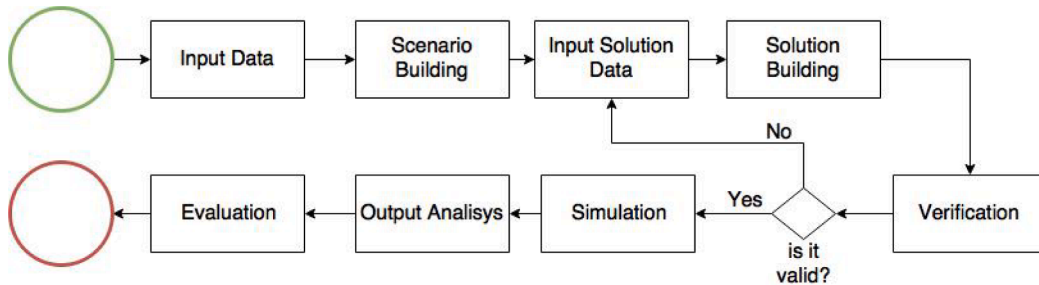 Input Data
Scenario
Building
Input Solution
Data
Solution
Building
No
Evaluation
Output Analisys
Simulation
Yes
is it
valid?
Verification